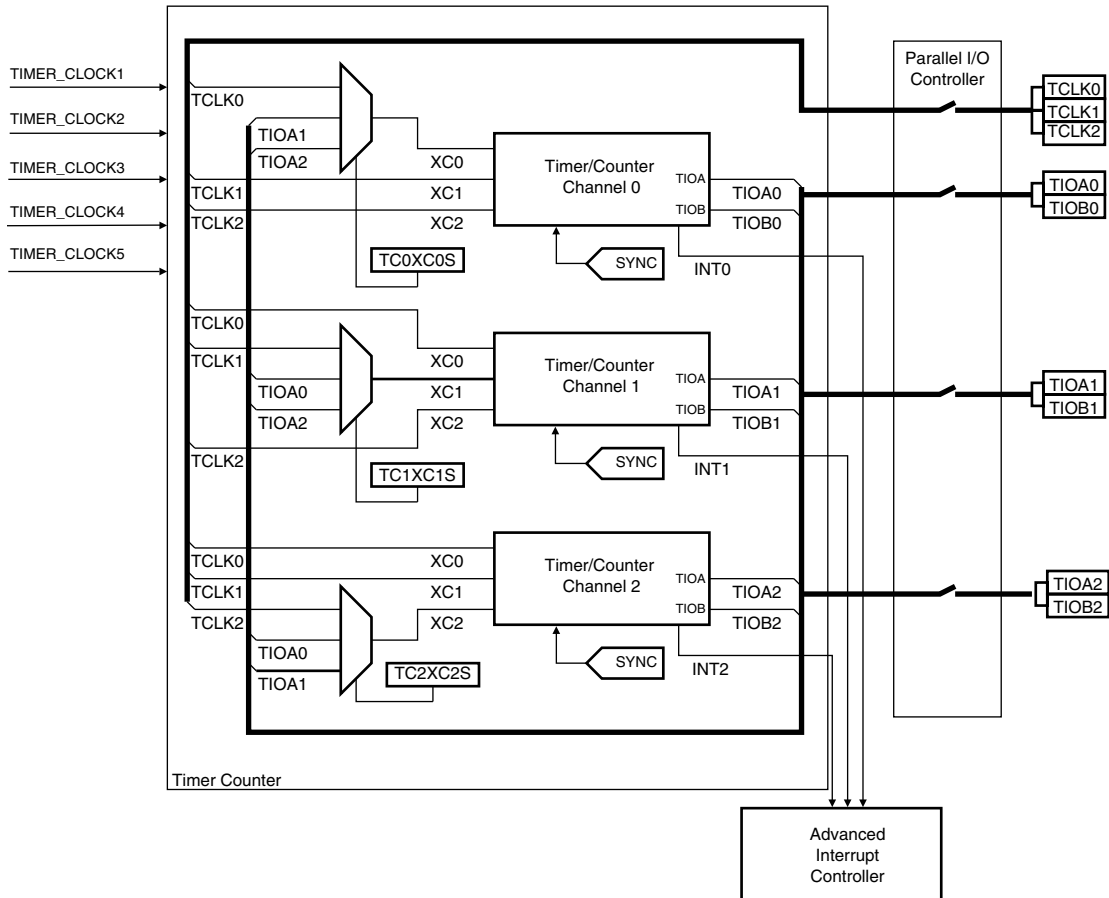 TIMER_CLOCK1
TIMER_CLOCK2
TIMER_CLOCK3
TIMER_CLOCK4
TIMER_CLOCK5
TCLK0
TIOA1
TIOA2
TCLK1
TCLK2
XC0
XC1
XC2
TC0XC0S
Timer/Counter
Channel 0
TIOA
TIOB
TIOA0
TIOB0
SYNC
INT0
TCLK0
TCLK1
TIOA0
TIOA2
TCLK2
XC0
XC1
XC2
TC1XC1S
Timer/Counter
Channel 1
TIOA
TIOB
TIOA1
TIOB1
SYNC
INT1
TCLK0
TCLK1
TCLK2
TIOA0
TIOA1
XC0
XC1
XC2
TC2XC2S
Timer/Counter
Channel 2
TIOA
TIOB
TIOA2
TIOB2
SYNC
INT2
Timer Counter
Parallel I/O
Controller
TCLK0
TCLK1
TCLK2
TIOA0
TIOB0
TIOA1
TIOB1
TIOA2
TIOB2
Advanced
Interrupt
Controller